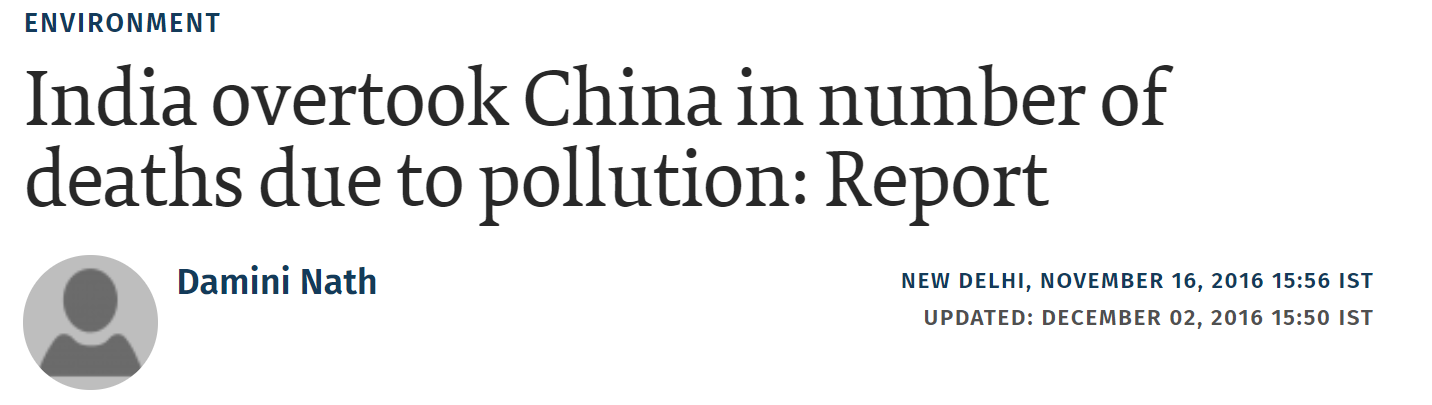 ENVIRONMENT
India overtook China in number of
deaths due to pollution: Report
Damini Nath
NEW DELHI, NOVEMBER 16, 2016 15:56 IST
UPDATED: DECEMBER 02, 2016 15:50 IST